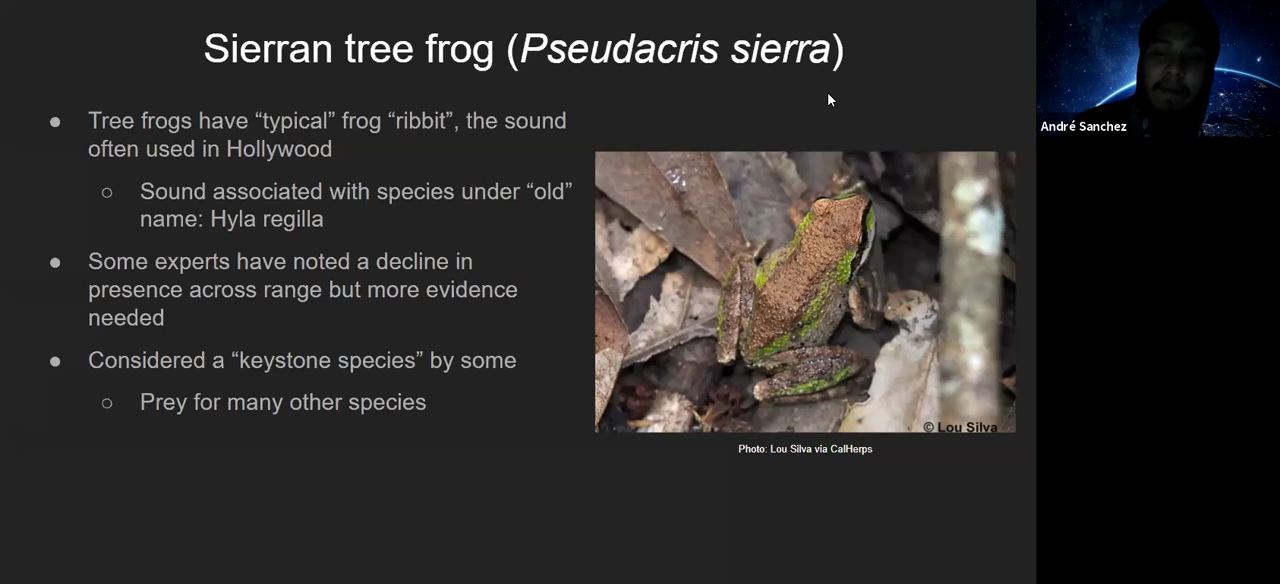 Sierran tree frog (Pseudacris sierra)
André Sanchez
● Tree frogs have “typical” frog “ribbit”, the sound
often used in Hollywood
○ Sound associated with species under “old”
name: Hyla regilla
● Some experts have noted a decline in
presence across range but more evidence
needed
● Considered a “keystone species” by some
○ Prey for many other species
© Lou Silva
Photo: Lou Silva via CalHerps